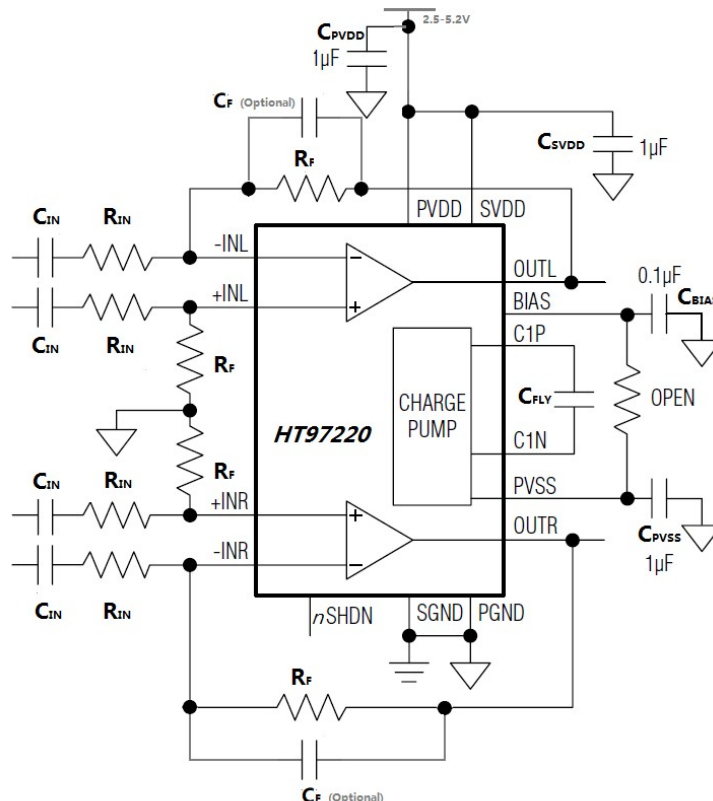 2.5-5.2V
CPVDD
1µF
CF (Optional)
CSVDD
1µF
RF
PVDD SVDD
CIN RIN
-INL
OUTL
+INL
BIAS
0.1µF
CBIAS
CIN RIN
C1P
RF
CHARGE
PUMP
CFLY
OPEN
HT97220
C1N
RF
PVSS
CIN RIN
+INR
OUTR
CPVSS
1µF
-INR
CIN RIN
nSHDN
SGND PGND
RF
CF (Optional)